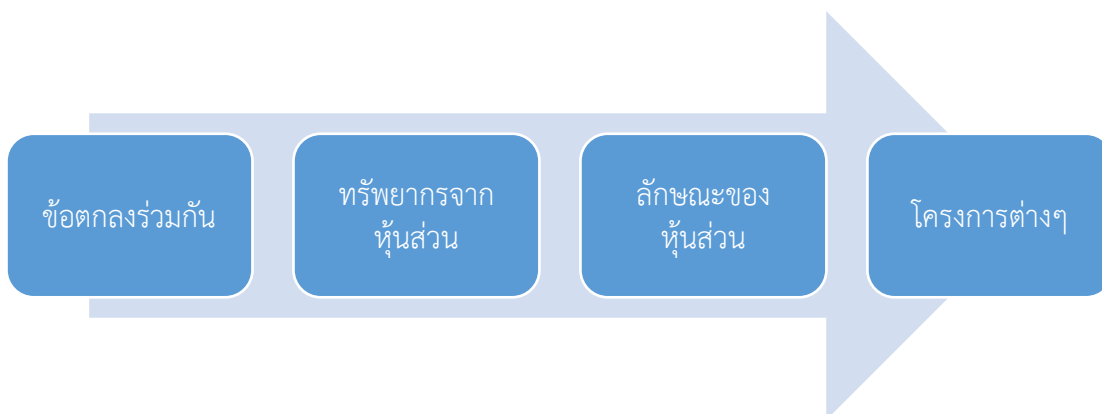 ข้อตกลงร่วมกัน
ทรัพยากรจาก
หุ้นส่วน
ลักษณะของ
หุ้นส่วน
โครงการต่างๆ